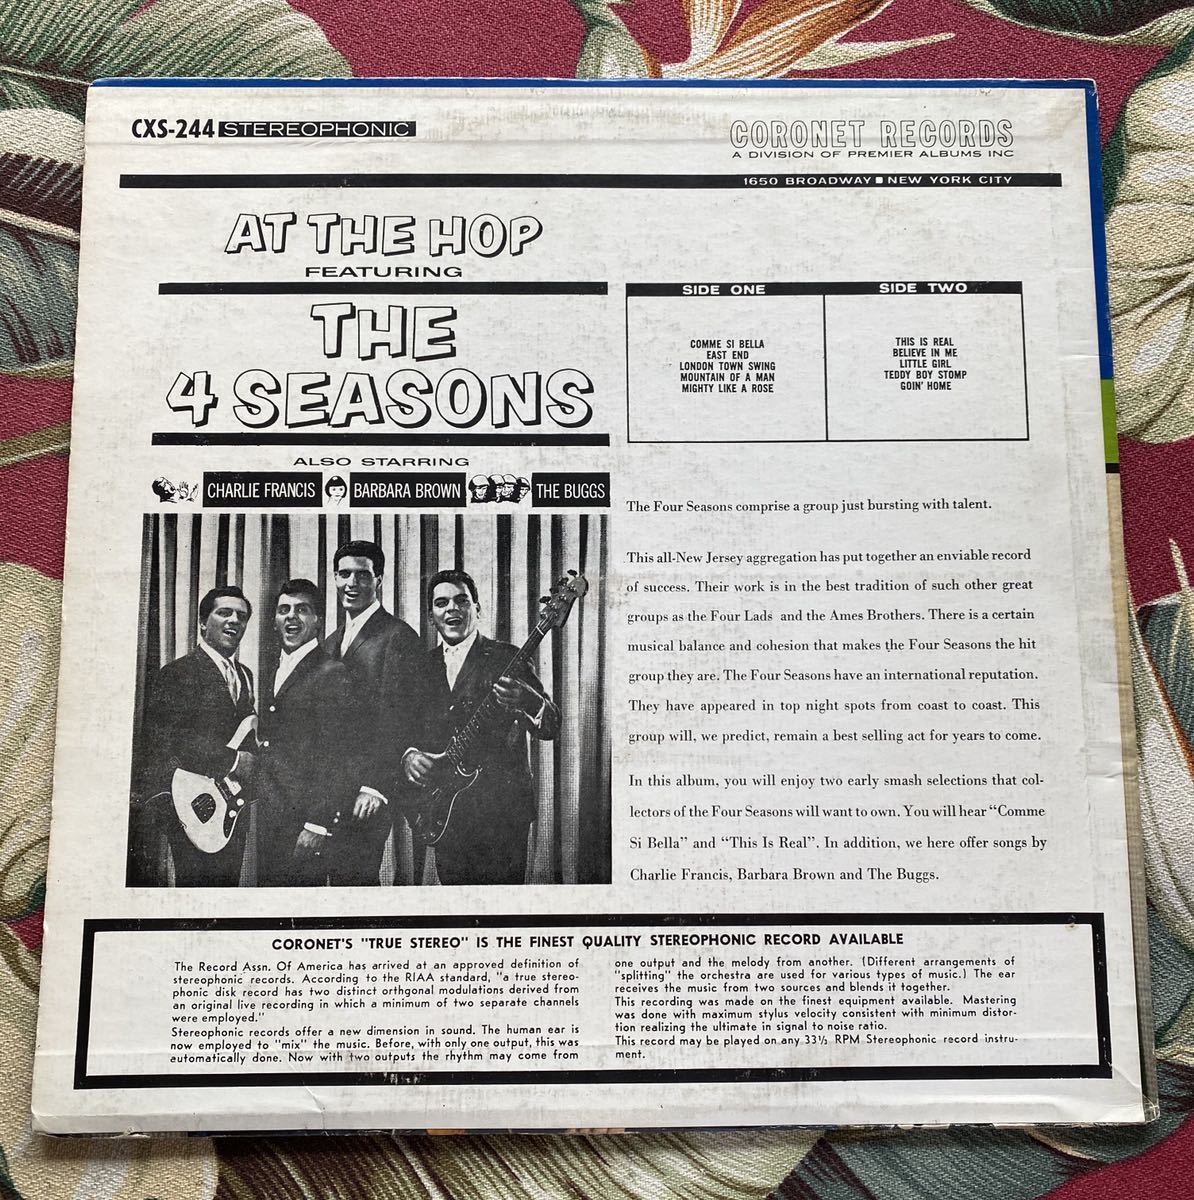 CXS-244 STEREOPHONIC
CORONET RECORDS
A DIVISION OF PREMIER ALBUMS INC
1650 BROADWAY ■ NEW YORK CITY
AT THE HOP
FEATURING
THE
4 SEASONS
ALSO STARRING
CHARLIE FRANCIS BARBARA BROWN THE BUGGS
SIDE ONE
COMME SI BELLA
EAST END
LONDON TOWN SWING
MOUNTAIN OF A MAN
MIGHTY LIKE A ROSE
SIDE TWO
THIS IS REAL
BELIEVE IN ME
LITTLE GIRL
TEDDY BOY STOMP
GOIN' HOME
The Four Seasons comprise a group just bursting with talent.
This all-New Jersey aggregation has put together an enviable record
of success. Their work is in the best tradition of such other great
groups as the Four Lads and the Ames Brothers. There is a certain
musical balance and cohesion that makes the Four Seasons the hit
group they are. The Four Seasons have an international reputation.
They have appeared in top night spots from coast to coast. This
group will, we predict, remain a best selling act for years to come.
In this album, you will enjoy two early smash selections that col-
lectors of the Four Seasons will want to own. You will hear "Comme
Si Bella" and "This Is Real". In addition, we here offer songs by
Charlie Francis, Barbara Brown and The Buggs.
CORONET'S "TRUE STEREO" IS THE FINEST QUALITY STEREOPHONIC RECORD AVAILABLE
The Record Assn. Of America has arrived at an approved definition of
stereophonic records. According to the RIAA standard, "a true stereo-
phonic disk record has two distinct orthgonal modulations derived from
an original live recording in which a minimum of two separate channels
were employed."
Stereophonic records offer a new dimension in sound. The human ear is
now employed to "mix" the music. Before, with only one output, this was
automatically done. Now with two outputs the rhythm may come from
one output and the melody from another. (Different arrangements of
"splitting" the orchestra are used for various types of music.) The ear
receives the music from two sources and blends it together.
This recording was made on the finest equipment available. Mastering
was done with maximum stylus velocity consistent with minimum distor-
tion realizing the ultimate in signal to noise ratio.
This record may be played on any 33⅓ RPM Stereophonic record instru-
ment.